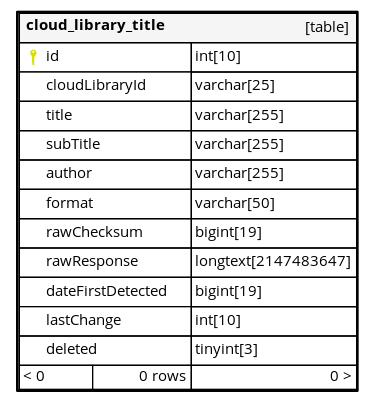 cloud_library_title [table]
id int[10]
cloudLibraryId varchar[25]
title varchar[255]
subTitle varchar[255]
author varchar[255]
format varchar[50]
rawChecksum bigint[19]
rawResponse longtext[2147483647]
dateFirstDetected bigint[19]
lastChange int[10]
deleted tinyint[3]
< 0 0 rows 0 >